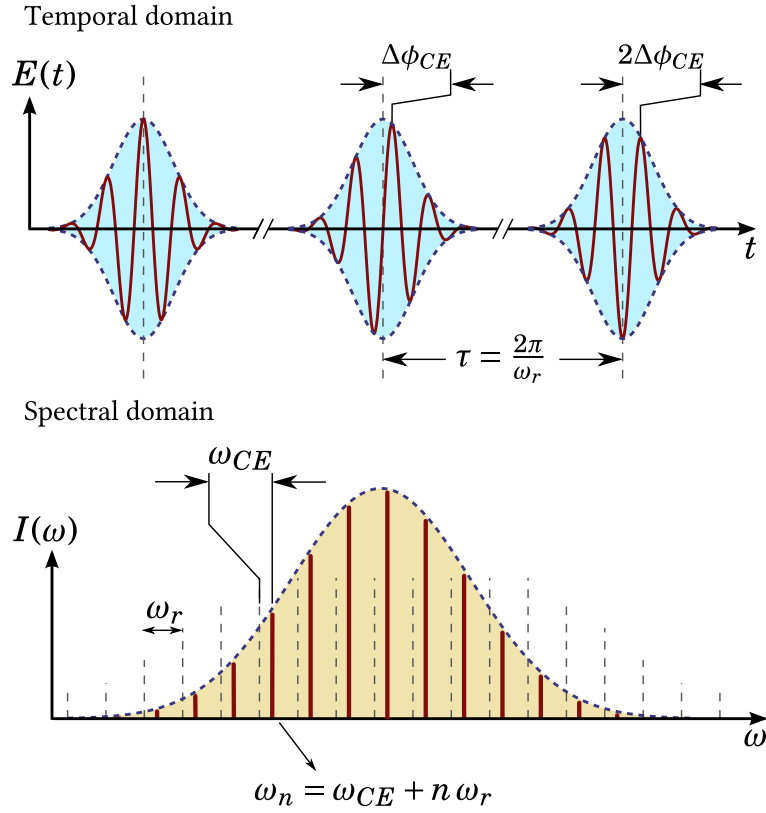 Temporal domain
E(t)
Δϕ_CE
2Δϕ_CE
t
τ = 2π/ω_r
Spectral domain
ω_CE
I(ω)
ω_r
ω
ω_n = ω_CE + n ω_r